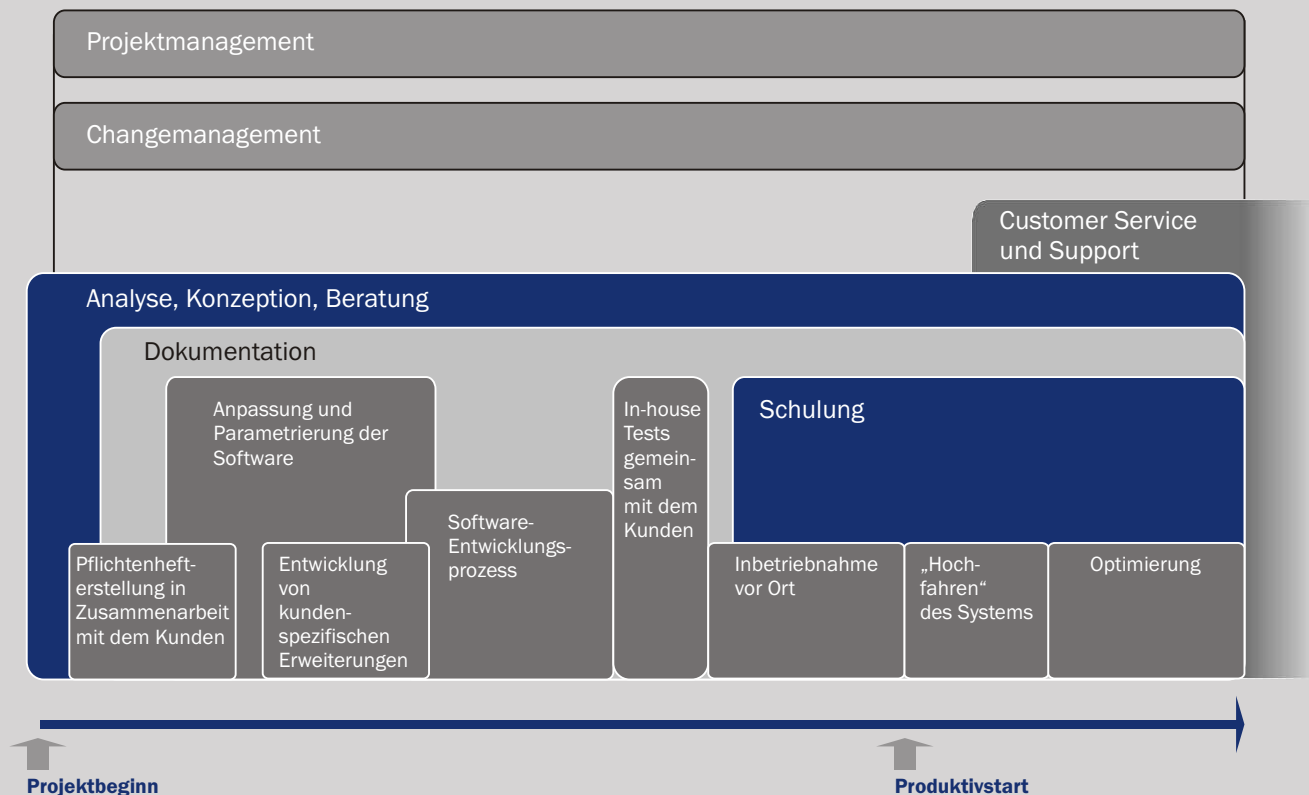 Projektmanagement
Changemanagement
Customer Service
und Support
Analyse, Konzeption, Beratung
Dokumentation
Anpassung und
Parametrierung der
Software
In-house
Tests
gemein-
sam
mit dem
Kunden
Schulung
Software-
Entwicklungs-
prozess
Pflichtenheft-
erstellung in
Zusammenarbeit
mit dem Kunden
Entwicklung
von
kunden-
spezifischen
Erweiterungen
Inbetriebnahme
vor Ort
„Hoch-
fahren“
des Systems
Optimierung
Projektbeginn
Produktivstart